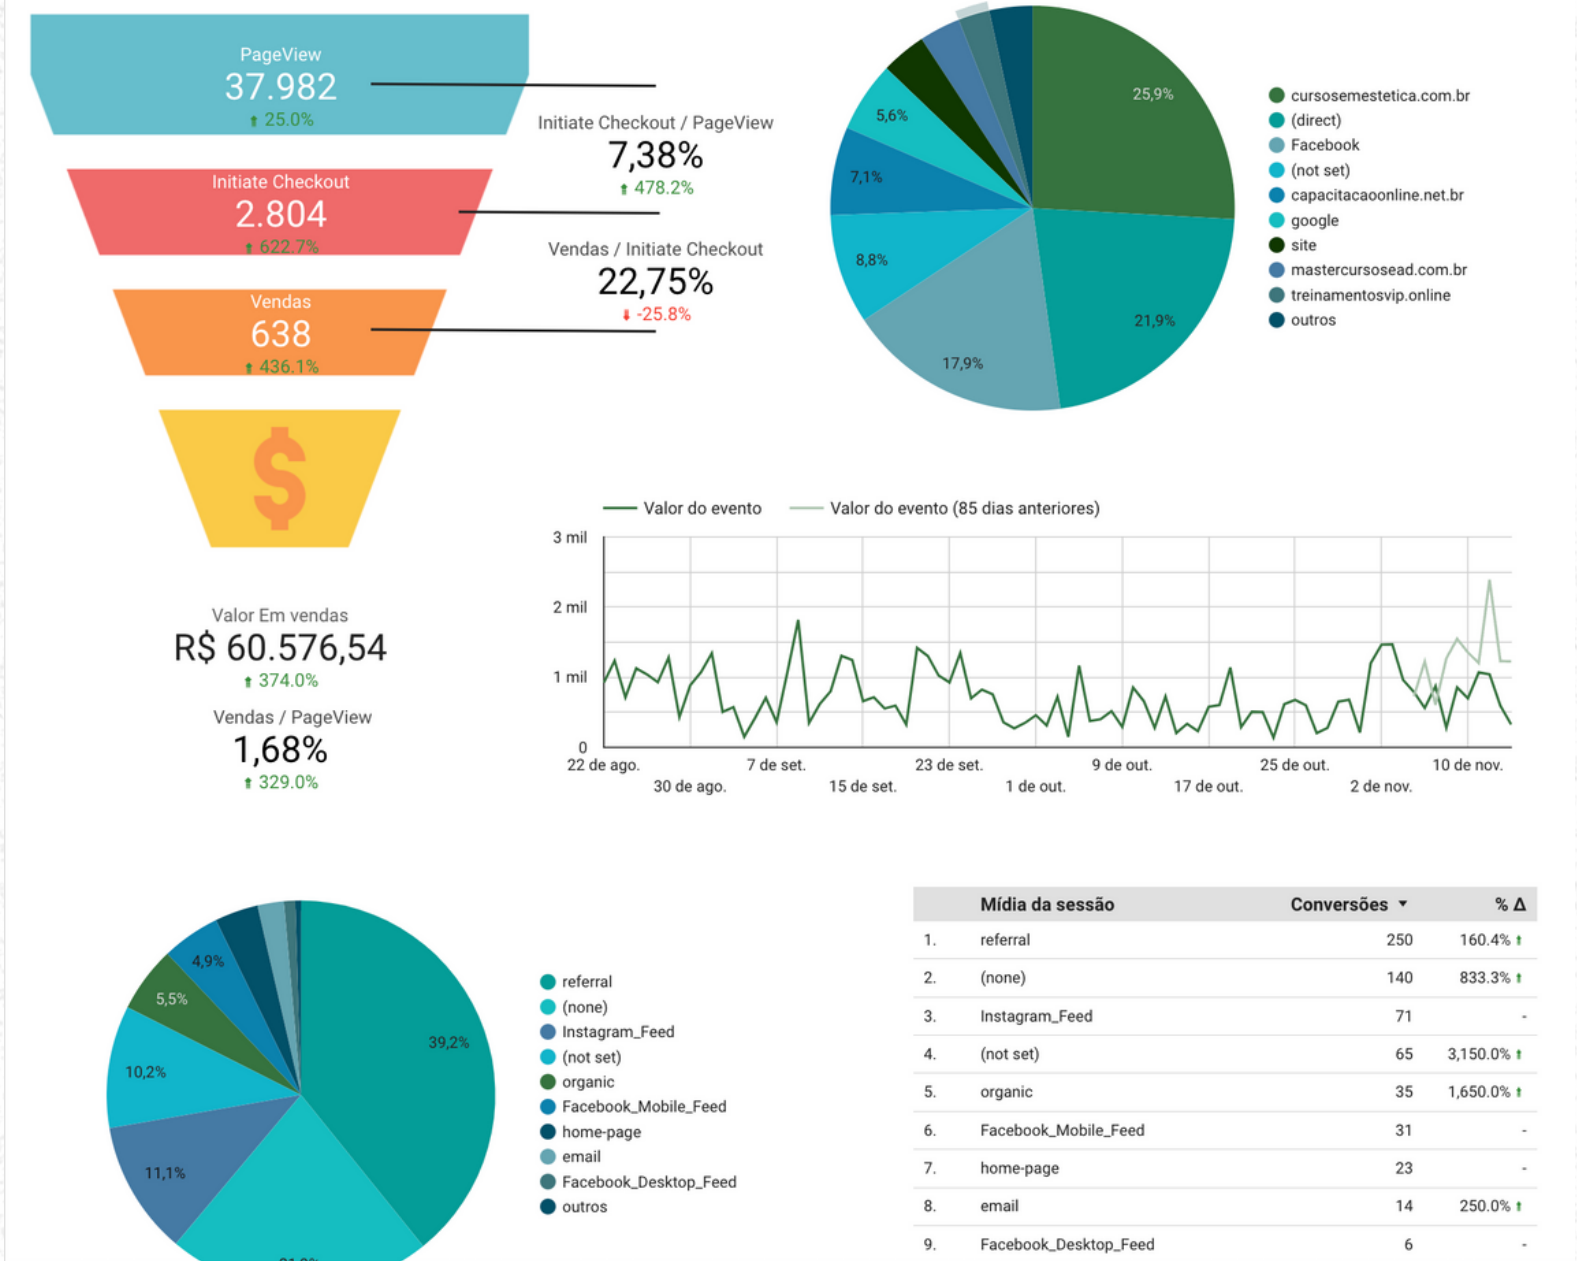 PageView
37.982
25.0%
Initiate Checkout / PageView
7,38%
478.2%
Initiate Checkout
2.804
622.7%
Vendas / Initiate Checkout
22,75%
-25.8%
Vendas
638
436.1%
$
Valor Em vendas
R$ 60.576,54
374.0%
Vendas / PageView
1,68%
329.0%
25,9%
21,9%
17,9%
8,8%
7,1%
5,6%
cursosemestetica.com.br
(direct)
Facebook
(not set)
capacitacaoonline.net.br
google
site
mastercursosead.com.br
treinamentosvip.online
outros
Valor do evento
Valor do evento (85 dias anteriores)
3 mil
2 mil
1 mil
0
22 de ago.
30 de ago.
7 de set.
15 de set.
23 de set.
1 de out.
9 de out.
17 de out.
25 de out.
2 de nov.
10 de nov.
39,2%
11,1%
10,2%
5,5%
4,9%
referral
(none)
Instagram_Feed
(not set)
organic
Facebook_Mobile_Feed
home-page
email
Facebook_Desktop_Feed
outros
Mídia da sessão Conversões % Δ
1. referral 250 160.4%
2. (none) 140 833.3%
3. Instagram_Feed 71 -
4. (not set) 65 3,150.0%
5. organic 35 1,650.0%
6. Facebook_Mobile_Feed 31 -
7. home-page 23 -
8. email 14 250.0%
9. Facebook_Desktop_Feed 6 -